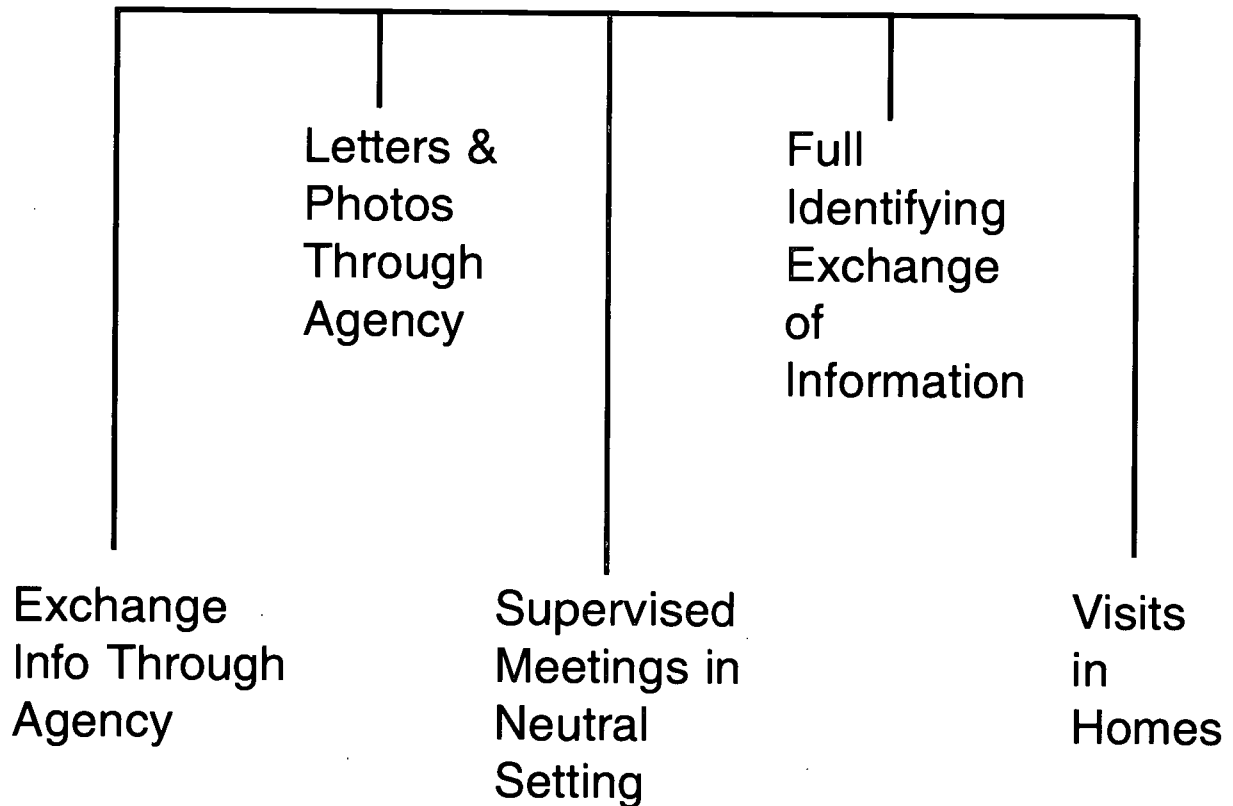 Letters &
Photos
Through
Agency
Full
Identifying
Exchange
of
Information
Exchange
Info Through
Agency
Supervised
Meetings in
Neutral
Setting
Visits
in
Homes